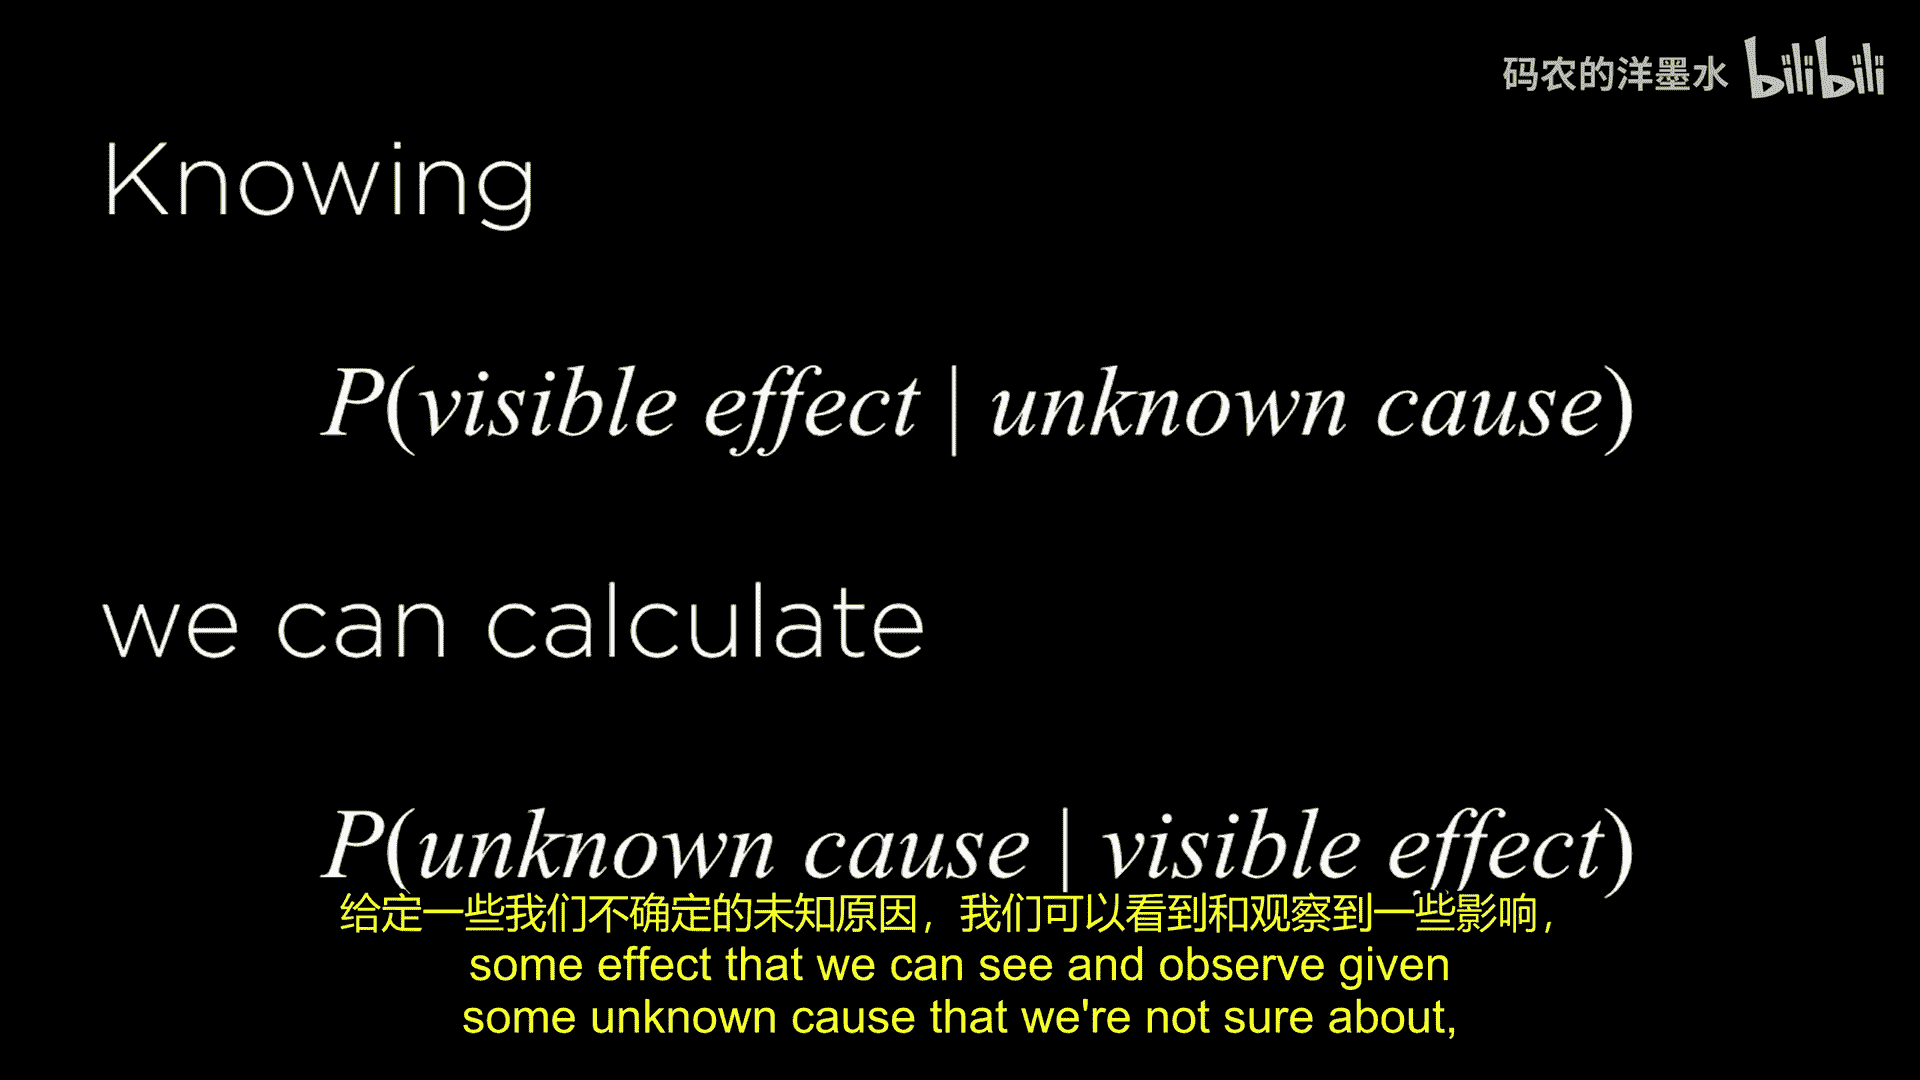 码农的洋墨水 bilibili
Knowing
P(visible effect | unknown cause)
we can calculate
P(unknown cause | visible effect)
给定一些我们不确定的未知原因，我们可以看到和观察到一些影响，
some effect that we can see and observe given
some unknown cause that we're not sure about,